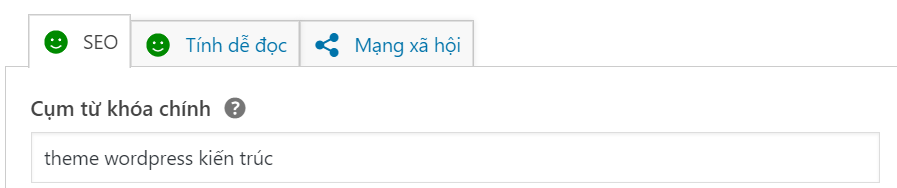 SEO Tính dễ đọc Mạng xã hội
Cụm từ khóa chính ?
theme wordpress kiến trúc